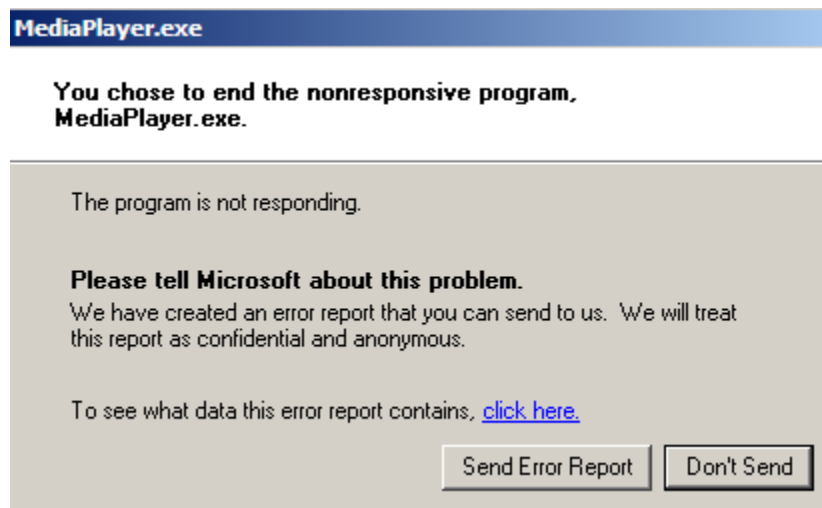 MediaPlayer.exe
You chose to end the nonresponsive program,
MediaPlayer.exe.
The program is not responding.
Please tell Microsoft about this problem.
We have created an error report that you can send to us.  We will treat
this report as confidential and anonymous.
To see what data this error report contains, click here.
Send Error Report
Don't Send